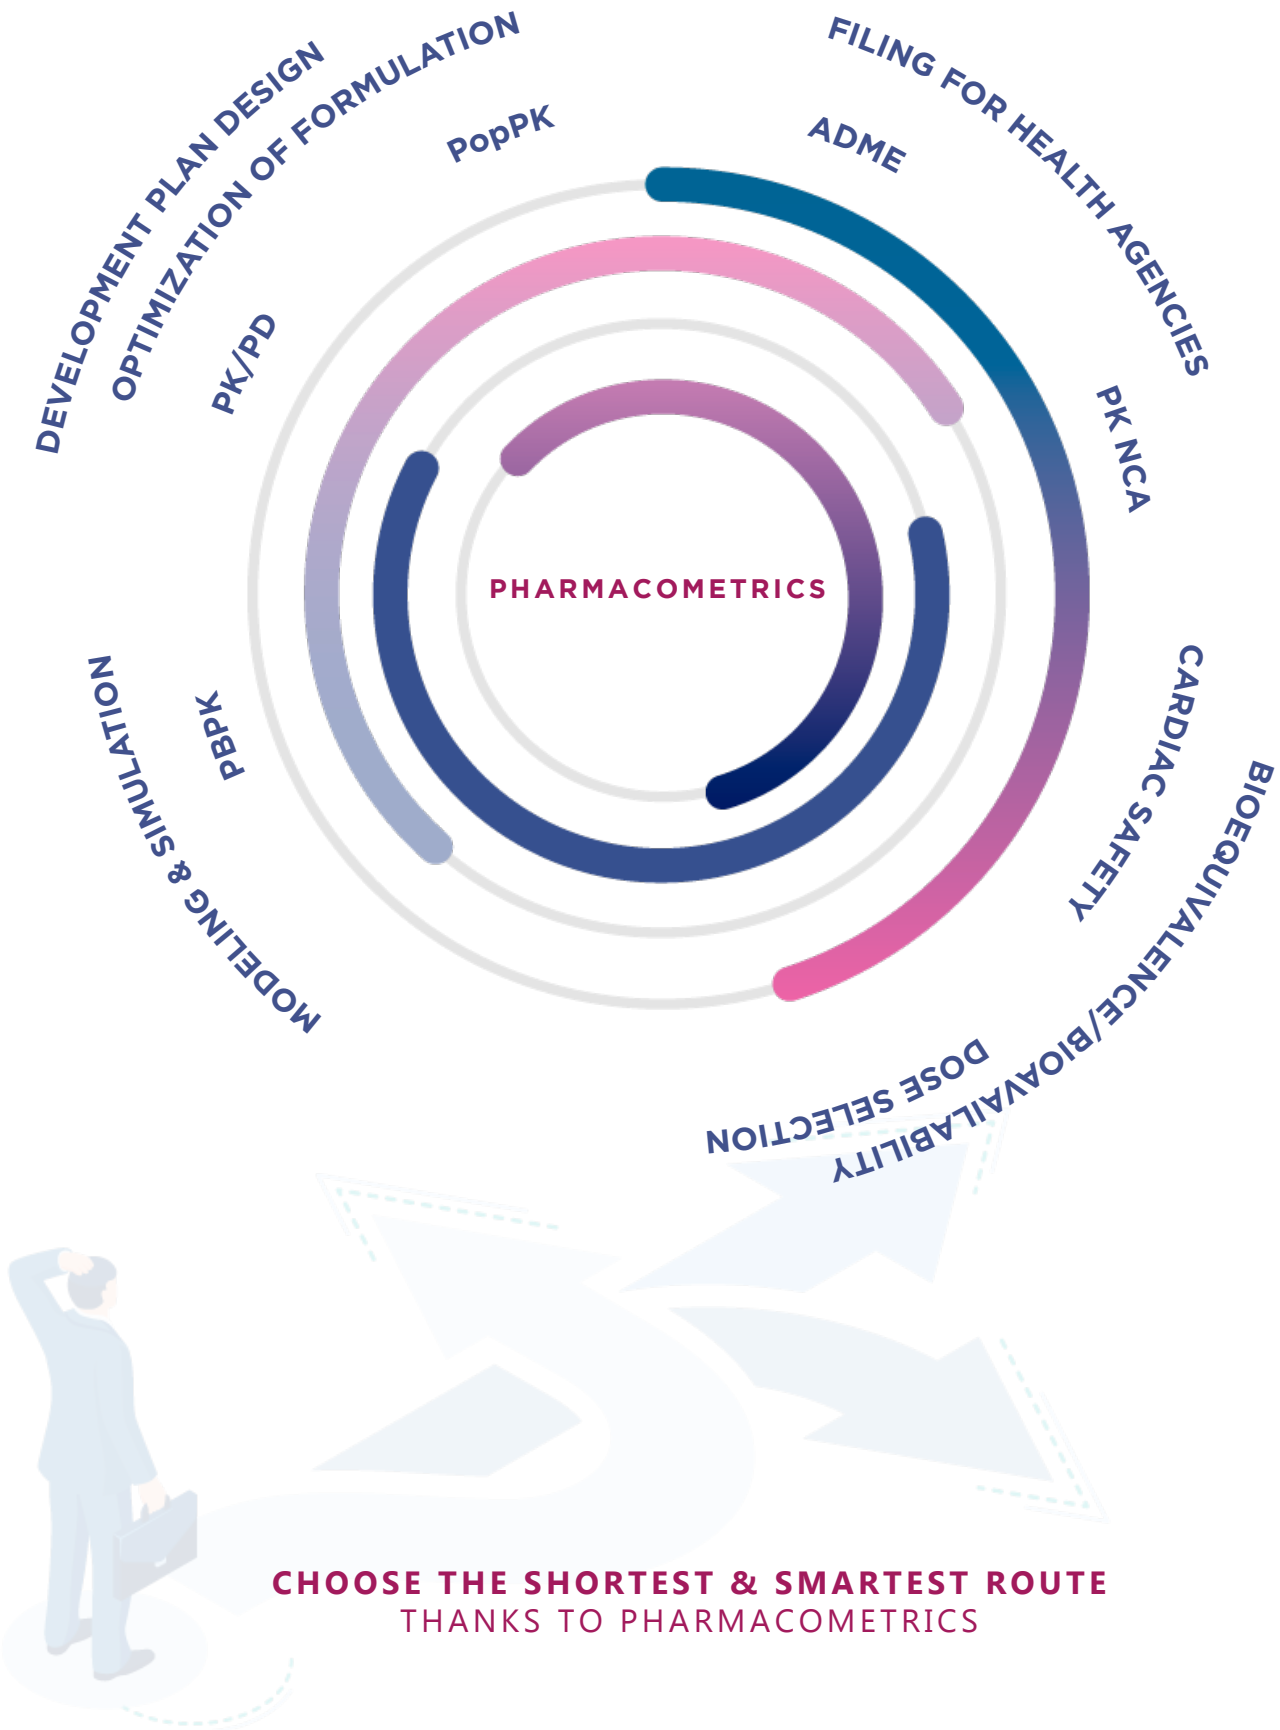 DEVELOPMENT PLAN DESIGN
OPTIMIZATION OF FORMULATION
PopPK
FILING FOR HEALTH AGENCIES
ADME
PK/PD
PK NCA
PHARMACOMETRICS
CARDIAC SAFETY
BIOEQUIVALENCE/BIOAVAILABILITY
DOSE SELECTION
PBPK
MODELING & SIMULATION
CHOOSE THE SHORTEST & SMARTEST ROUTE
THANKS TO PHARMACOMETRICS